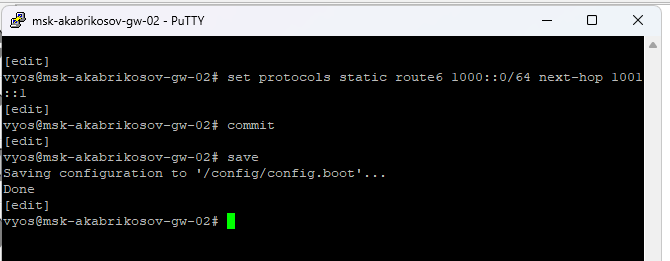 msk-akabrikosov-gw-02 - PuTTY
[edit]
vyos@msk-akabrikosov-gw-02# set protocols static route6 1000::0/64 next-hop 1001
::1
[edit]
vyos@msk-akabrikosov-gw-02# commit
[edit]
vyos@msk-akabrikosov-gw-02# save
Saving configuration to '/config/config.boot'...
Done
[edit]
vyos@msk-akabrikosov-gw-02#